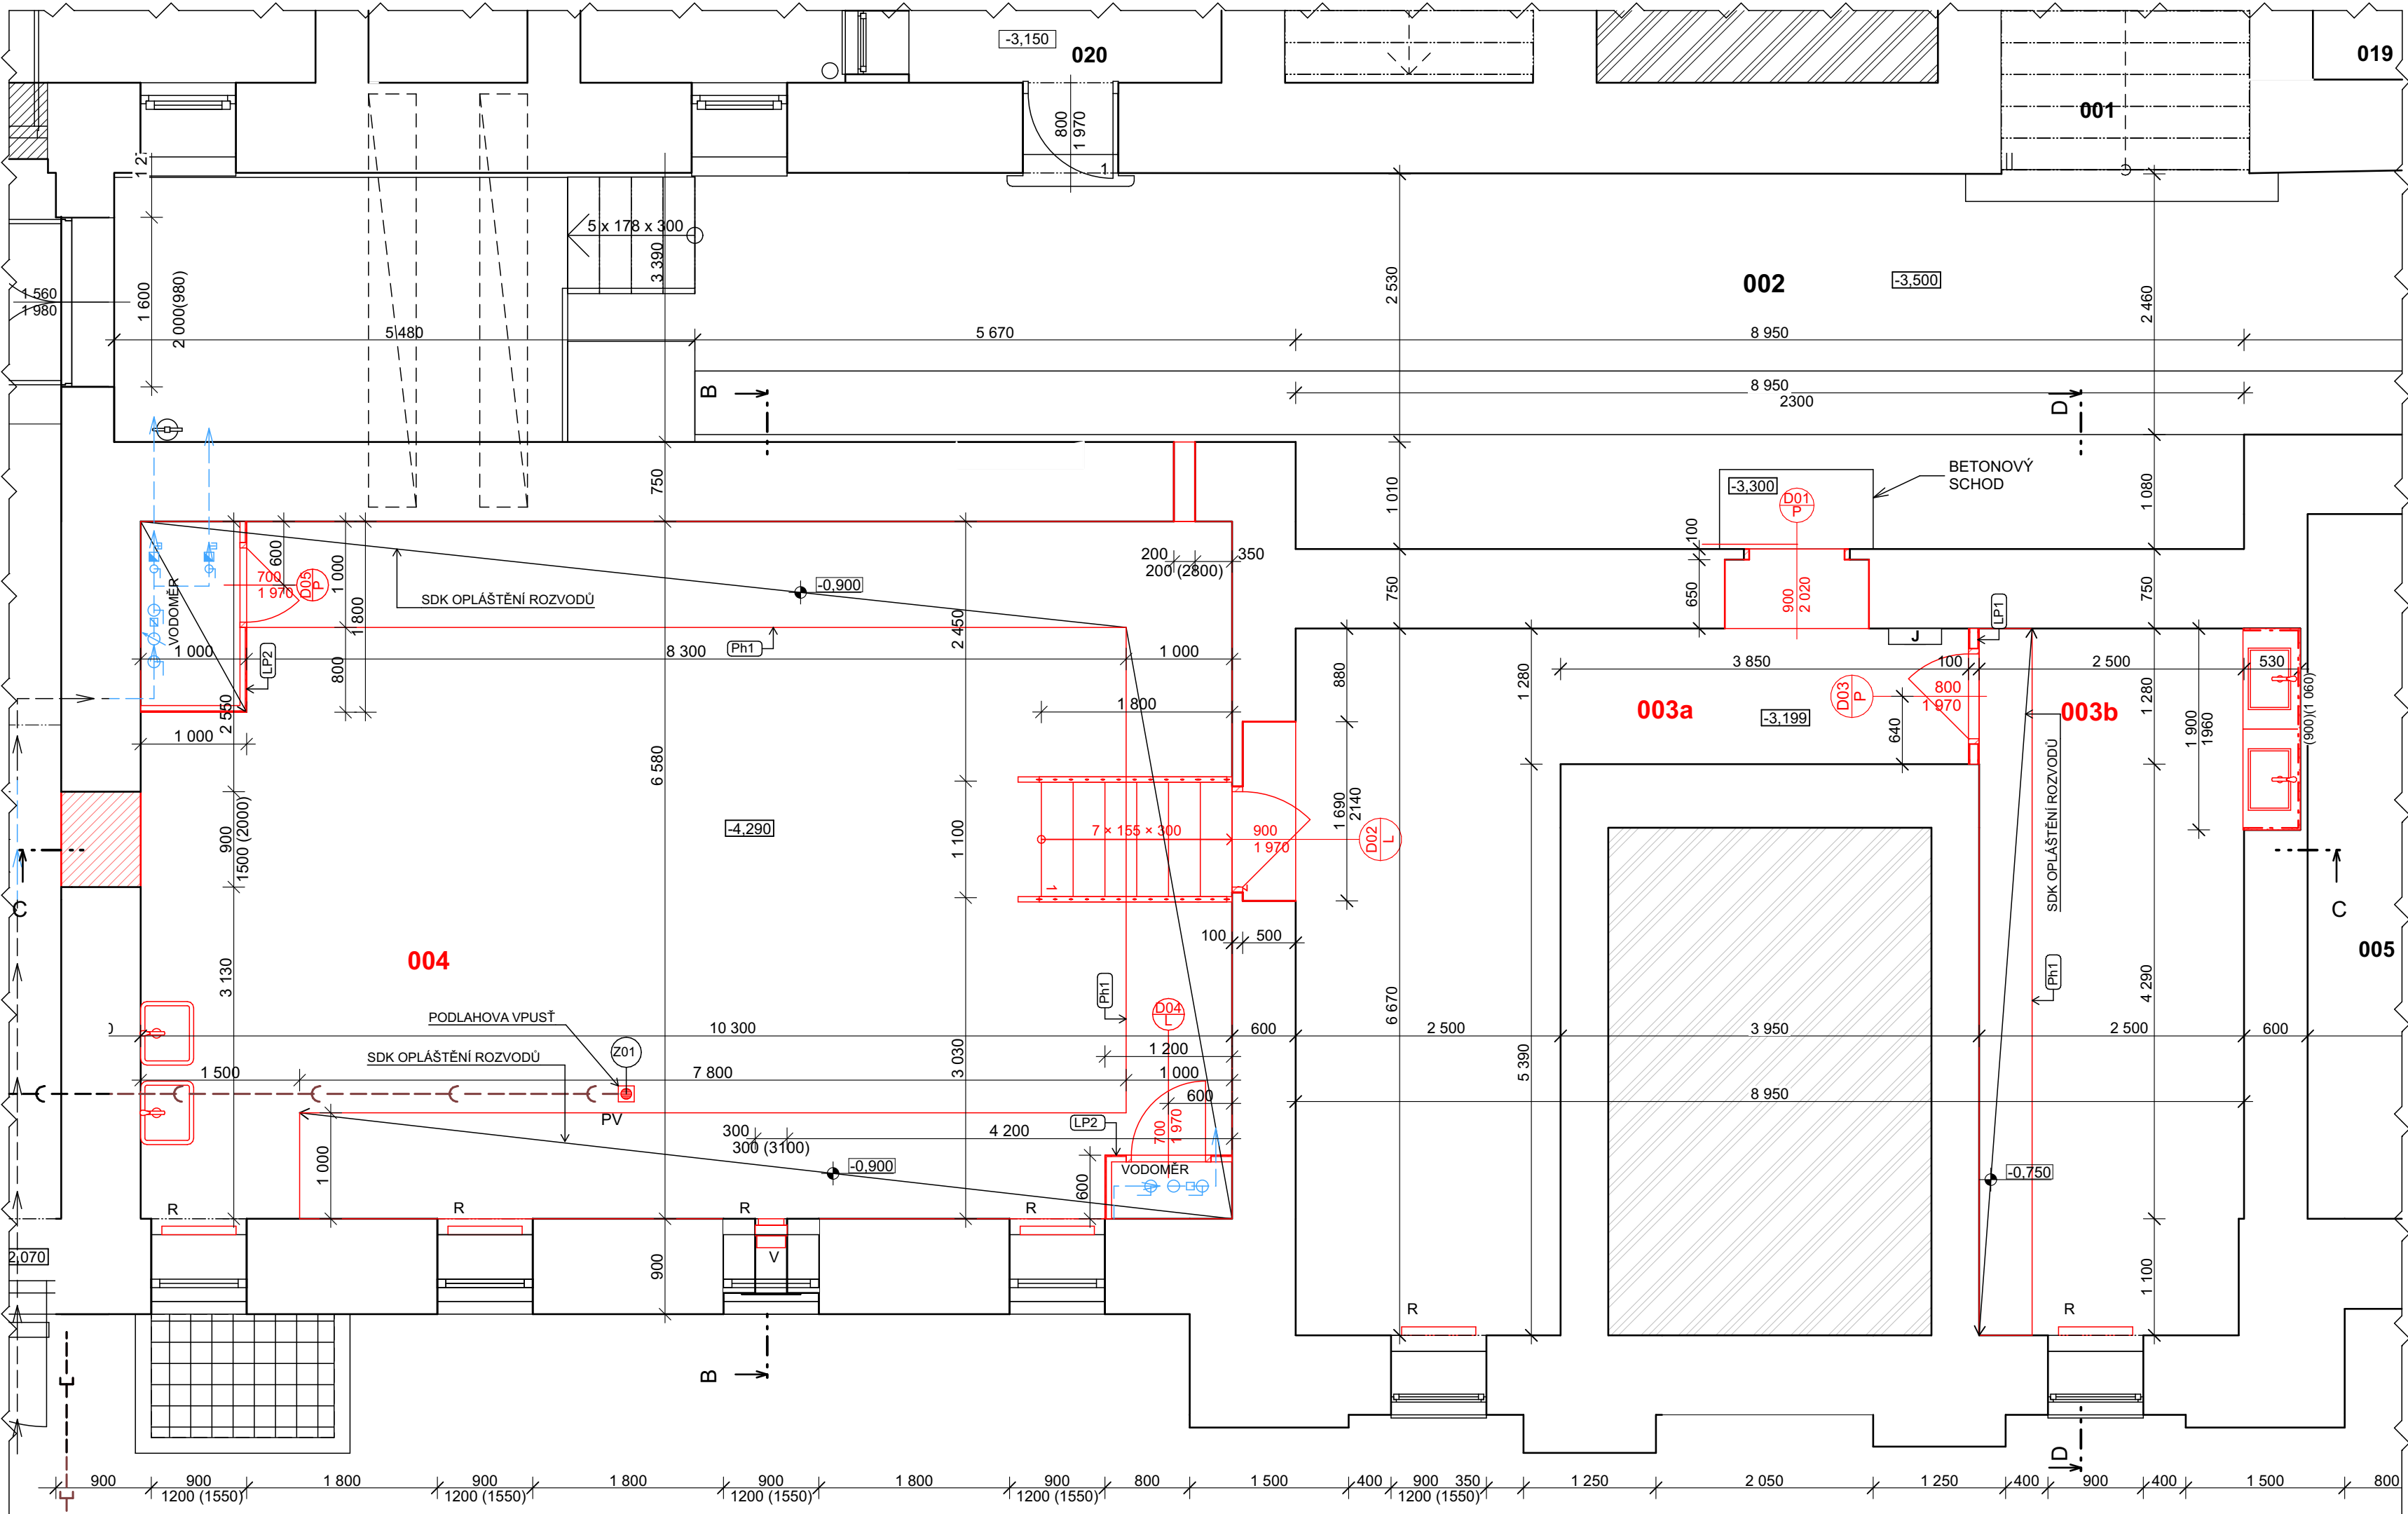 -3,150
020
019
001
800
1 970
1
5 x 178 x 300
3 390
1 560
1 980
1 600
2 000(980)
2 530
002
-3,500
2 460
5 480
5 670
8 950
8 950
2300
B
D
750
1 010
1 080
BETONOVÝ
SCHOD
-3,300
D01
P
100
650
750
900
2 020
750
600
1 000
1 800
700
1 970
D05
P
VODOMĚR
SDK OPLÁŠTĚNÍ ROZVODŮ
-0,900
200
350
200 (2800)
2 450
LP1
J
Ph1
1 000
LP2
800
8 300
1 000
880
1 280
3 850
100
2 500
530
D03
P
800
1 970
003a
-3,199
003b
640
1 280
1 900
1960
(900)(1 060)
2 550
1 000
1 800
6 580
SDK OPLÁŠTĚNÍ ROZVODŮ
900
1500 (2000)
-4,290
1 100
7 × 155 × 300
1
900
1 970
1 690
2140
D02
L
C
C
100
500
005
004
3 130
Ph1
Ph1
6 670
4 290
PODLAHOVA VPUSŤ
D04
L
10 300
600
2 500
3 950
2 500
600
SDK OPLÁŠTĚNÍ ROZVODŮ
Z01
1 200
3 030
5 390
1 500
7 800
1 000
8 950
600
PV
LP2
700
1 970
300
300 (3100)
4 200
1 000
-0,900
VODOMĚR
600
-0,750
R
R
R
R
2,070
V
900
1 100
R
R
B
D
900
900
1 800
900
1 800
900
1 800
900
800
1 500
400
900
350
1 250
2 050
1 250
400
900
400
1 500
800
1200 (1550)
1200 (1550)
1200 (1550)
1200 (1550)
1200 (1550)